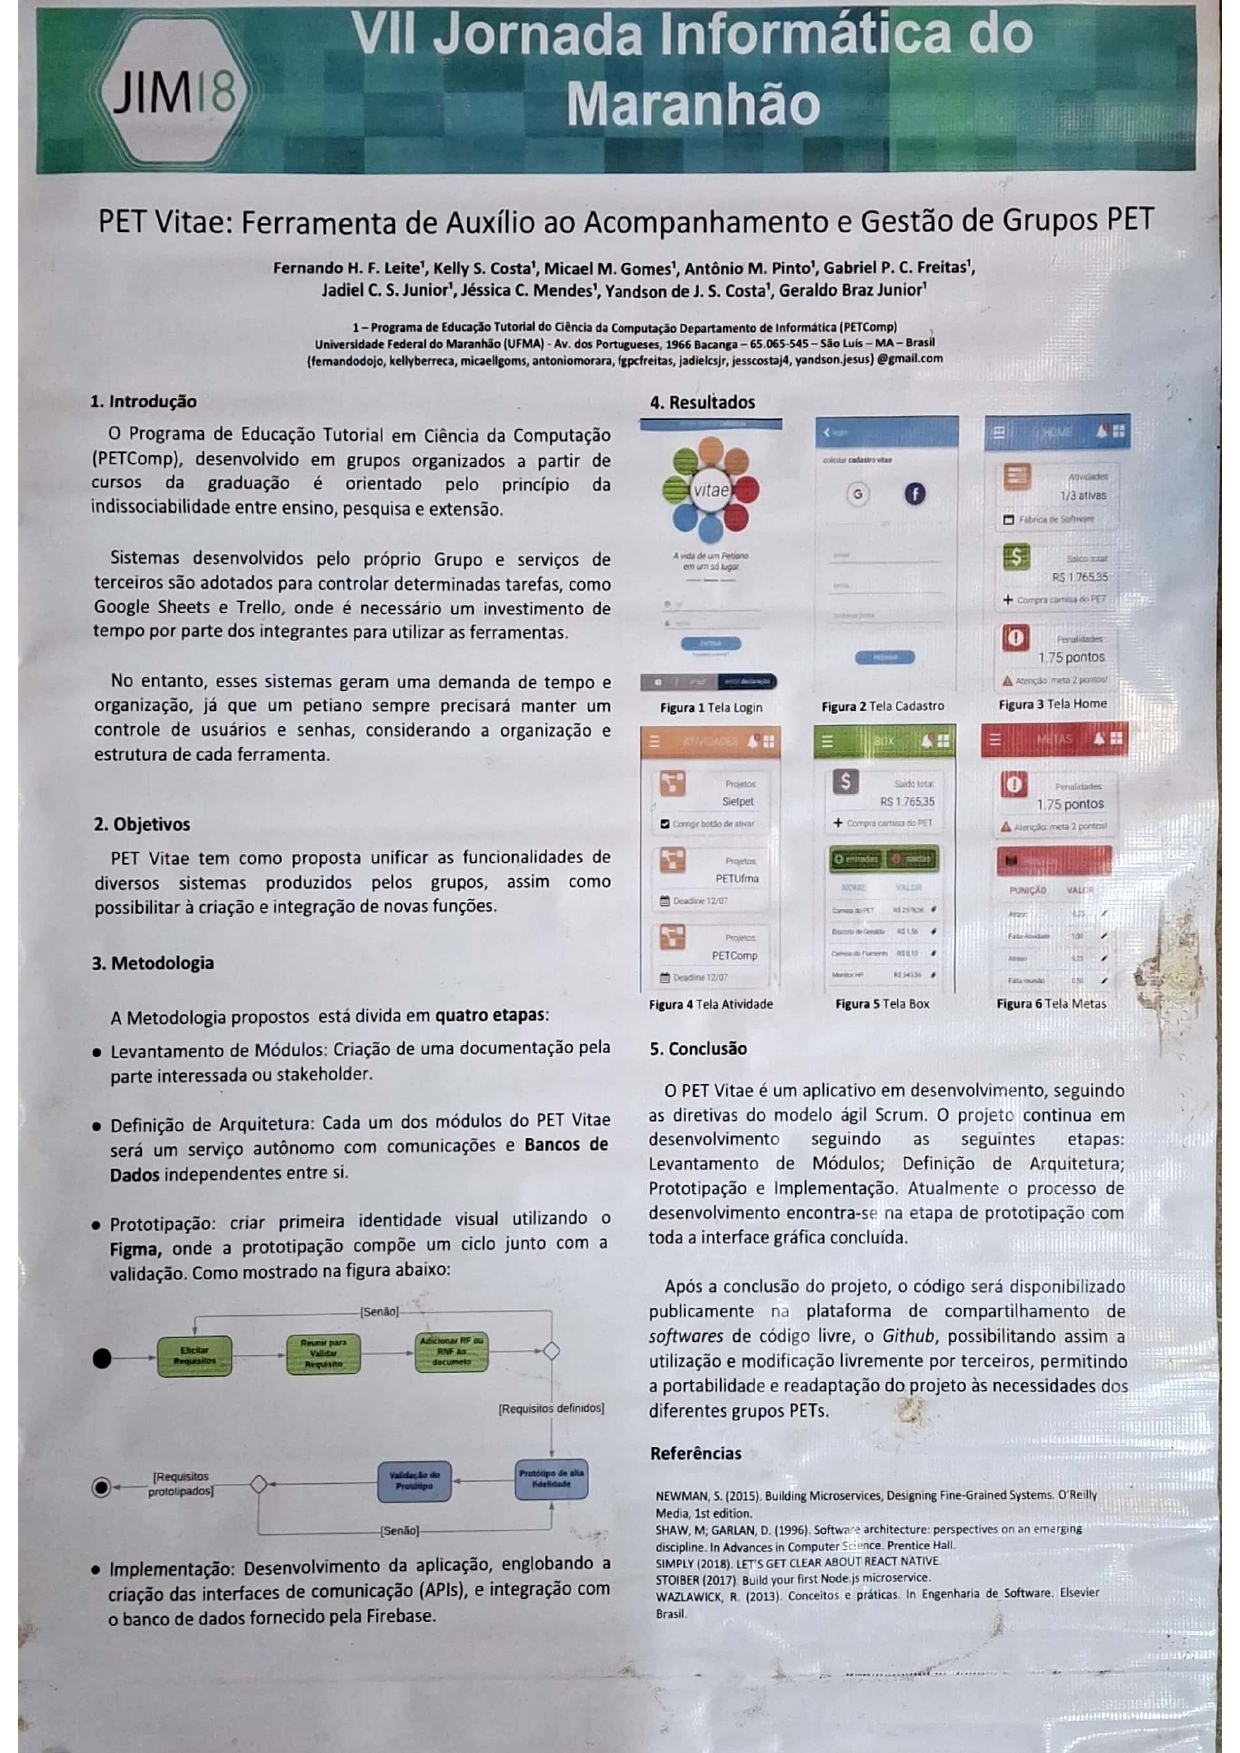 JIM18
VII Jornada Informática do
Maranhão
PET Vitae: Ferramenta de Auxílio ao Acompanhamento e Gestão de Grupos PET
Fernando H. F. Leite¹, Kelly S. Costa¹, Micael M. Gomes¹, Antônio M. Pinto¹, Gabriel P. C. Freitas¹,
Jadiel C. S. Junior¹, Jéssica C. Mendes¹, Yandson de J. S. Costa¹, Geraldo Braz Junior¹
1 – Programa de Educação Tutorial do Ciência da Computação Departamento de Informática (PETComp)
Universidade Federal do Maranhão (UFMA) - Av. dos Portugueses, 1966 Bacanga – 65.065-545 – São Luís – MA – Brasil
{fernandodojo, kellyberreca, micaellgoms, antoniomorara, fgpcfreitas, jadielcsjr, jesscostaj4, yandson.jesus} @gmail.com
1. Introdução
O Programa de Educação Tutorial em Ciência da Computação
(PETComp), desenvolvido em grupos organizados a partir de
cursos da graduação é orientado pelo princípio da
indissociabilidade entre ensino, pesquisa e extensão.
Sistemas desenvolvidos pelo próprio Grupo e serviços de
terceiros são adotados para controlar determinadas tarefas, como
Google Sheets e Trello, onde é necessário um investimento de
tempo por parte dos integrantes para utilizar as ferramentas.
No entanto, esses sistemas geram uma demanda de tempo e
organização, já que um petiano sempre precisará manter um
controle de usuários e senhas, considerando a organização e
estrutura de cada ferramenta.
2. Objetivos
PET Vitae tem como proposta unificar as funcionalidades de
diversos sistemas produzidos pelos grupos, assim como
possibilitar à criação e integração de novas funções.
3. Metodologia
A Metodologia propostos está divida em quatro etapas:
● Levantamento de Módulos: Criação de uma documentação pela
parte interessada ou stakeholder.
● Definição de Arquitetura: Cada um dos módulos do PET Vitae
será um serviço autônomo com comunicações e Bancos de
Dados independentes entre si.
● Prototipação: criar primeira identidade visual utilizando o
Figma, onde a prototipação compõe um ciclo junto com a
validação. Como mostrado na figura abaixo:
[Senão]
Elicitar
Requisitos
Reunir para
Validar
Requisito
Adicionar RF ou
RNF ao
documeto
[Requisitos definidos]
[Requisitos
prototipados]
Validação do
Protótipo
Protótipo de alta
fidelidade
[Senão]
● Implementação: Desenvolvimento da aplicação, englobando a
criação das interfaces de comunicação (APIs), e integração com
o banco de dados fornecido pela Firebase.
4. Resultados
vitae
A vida de um Petiano
em um só lugar
Figura 1 Tela Login
solicitar cadastro vitae
G
f
Figura 2 Tela Cadastro
HOME
Atividades
1/3 ativas
Fábrica de Software
$
Saldo total
R$ 1.765,35
+ Compra camisa do PET
Penalidades
1.75 pontos
Atenção: meta 2 pontos!
Figura 3 Tela Home
ATIVIDADES
Projetos
Sietpet
Corrigir botão de ativar
Projetos
PETUfma
Deadline 12/07
Projetos
PETComp
Deadline 12/07
Figura 4 Tela Atividade
BOX
$
Saldo total
R$ 1.765,35
+ Compra camisa do PET
entradas
saídas
NOME VALOR
Figura 5 Tela Box
METAS
Penalidades
1.75 pontos
Atenção: meta 2 pontos!
PUNIÇÃO VALOR
Figura 6 Tela Metas
5. Conclusão
O PET Vitae é um aplicativo em desenvolvimento, seguindo
as diretivas do modelo ágil Scrum. O projeto continua em
desenvolvimento seguindo as seguintes etapas:
Levantamento de Módulos; Definição de Arquitetura;
Prototipação e Implementação. Atualmente o processo de
desenvolvimento encontra-se na etapa de prototipação com
toda a interface gráfica concluída.
Após a conclusão do projeto, o código será disponibilizado
publicamente na plataforma de compartilhamento de
softwares de código livre, o Github, possibilitando assim a
utilização e modificação livremente por terceiros, permitindo
a portabilidade e readaptação do projeto às necessidades dos
diferentes grupos PETs.
Referências
NEWMAN, S. (2015). Building Microservices, Designing Fine-Grained Systems. O'Reilly
Media, 1st edition.
SHAW, M; GARLAN, D. (1996). Software architecture: perspectives on an emerging
discipline. In Advances in Computer Science. Prentice Hall.
SIMPLY (2018). LET'S GET CLEAR ABOUT REACT NATIVE.
STOIBER (2017). Build your first Node.js microservice.
WAZLAWICK, R. (2013). Conceitos e práticas. In Engenharia de Software. Elsevier
Brasil.